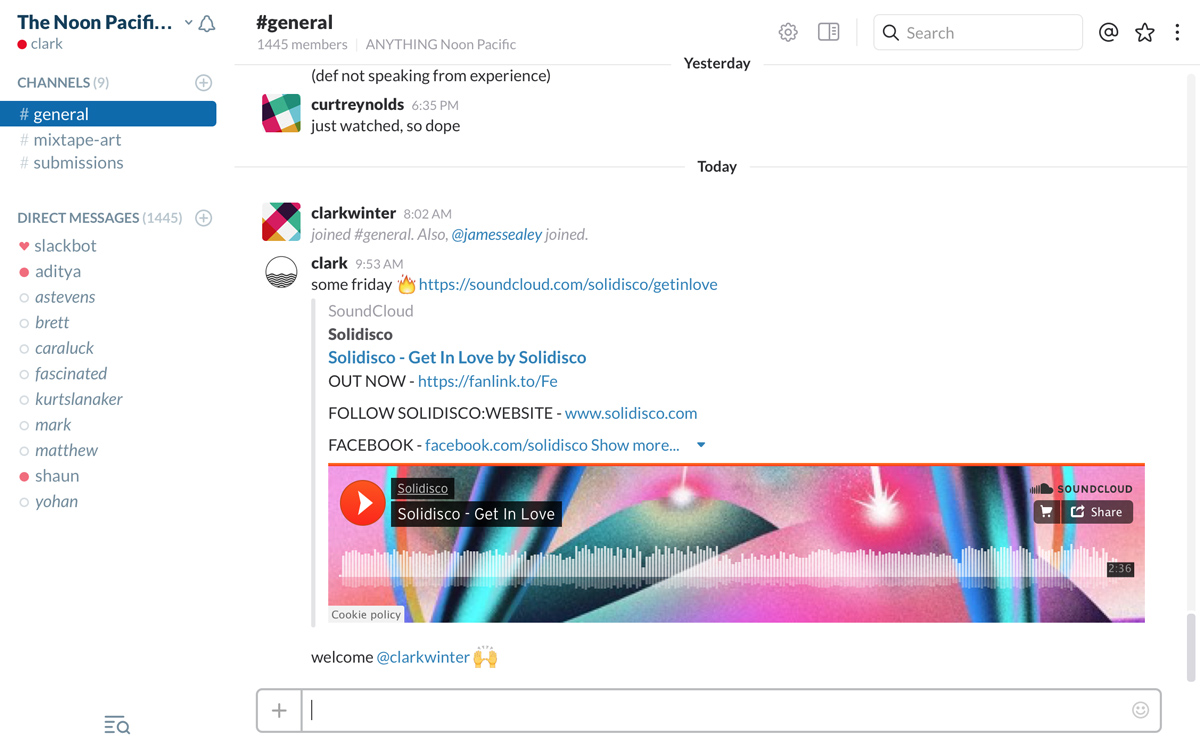 The Noon Pacifi...
clark
CHANNELS (9)
# general
# mixtape-art
# submissions
DIRECT MESSAGES (1445)
slackbot
aditya
astevens
brett
caraluck
fascinated
kurtslanaker
mark
matthew
shaun
yohan
#general
1445 members | ANYTHING Noon Pacific
Search
Yesterday
(def not speaking from experience)
curtreynolds 6:35 PM
just watched, so dope
Today
clarkwinter 8:02 AM
joined #general. Also, @jamessealey joined.
clark 9:53 AM
some friday 🔥 https://soundcloud.com/solidisco/getinlove
SoundCloud
Solidisco
Solidisco - Get In Love by Solidisco
OUT NOW - https://fanlink.to/Fe
FOLLOW SOLIDISCO:WEBSITE - www.solidisco.com
FACEBOOK - facebook.com/solidisco Show more...
Solidisco
Solidisco - Get In Love
SOUNDCLOUD
Share
2:36
Cookie policy
welcome @clarkwinter 🙌